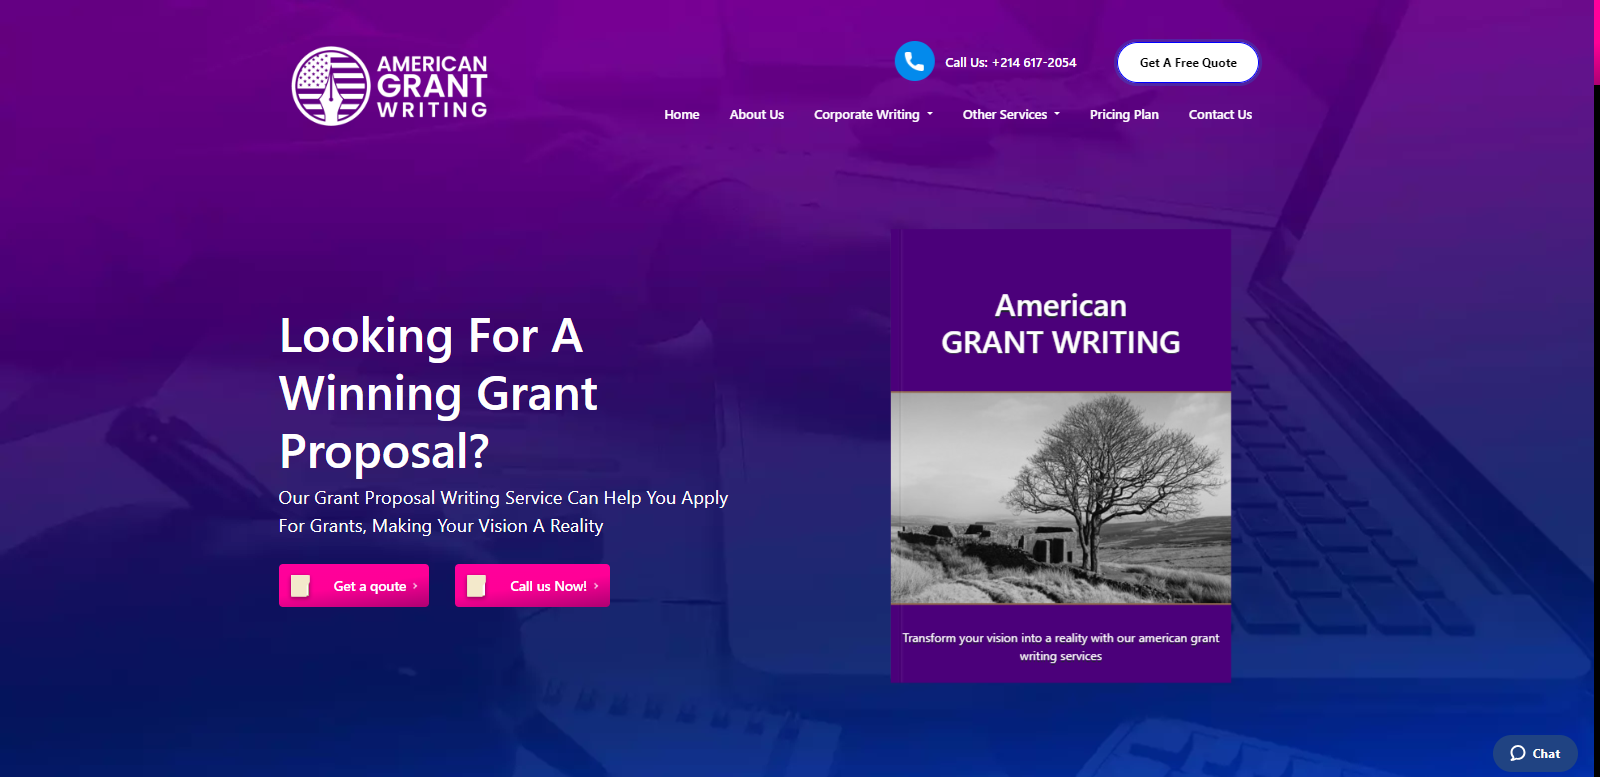 AMERICAN
GRANT
WRITING
Call Us: +214 617-2054
Get A Free Quote
Home
About Us
Corporate Writing
Other Services
Pricing Plan
Contact Us
Looking For A
Winning Grant
Proposal?
Our Grant Proposal Writing Service Can Help You Apply
For Grants, Making Your Vision A Reality
Get a qoute ›
Call us Now! ›
American
GRANT WRITING
Transform your vision into a reality with our american grant
writing services
Chat